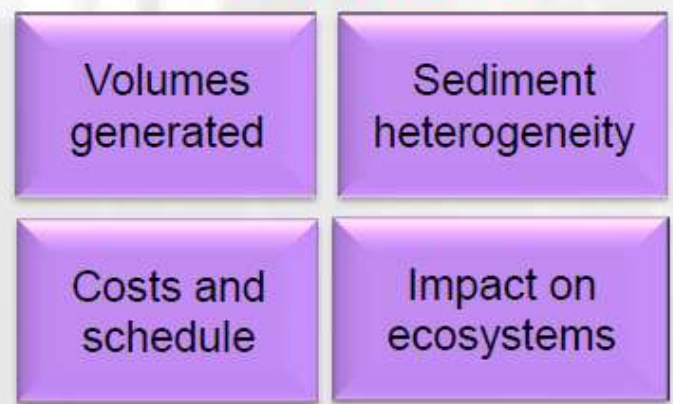 Volumes
generated
Sediment
heterogeneity
Costs and
schedule
Impact on
ecosystems